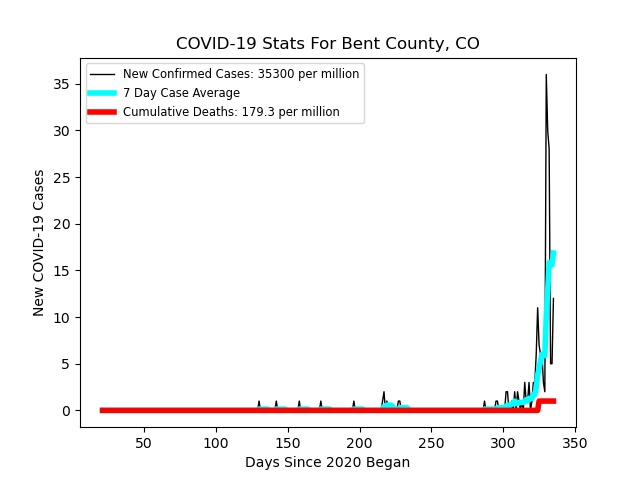 COVID-19 Stats For Bent County, CO
New Confirmed Cases: 35300 per million
7 Day Case Average
Cumulative Deaths: 179.3 per million
New COVID-19 Cases
35
30
25
20
15
10
5
0
50 100 150 200 250 300 350
Days Since 2020 Began